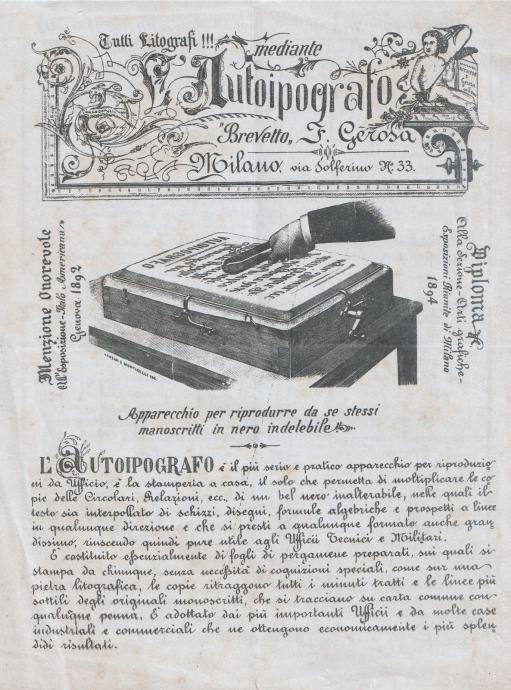 Tutti Litografi !!!
mediante
L'Autoipografo
"Brevetto„ F. Gerosa
Milano, via Solferino N. 33.
Menzione Onorevole
all'Esposizione-Italo Americana
Genova 1892
Diploma
alla Sezione-Arti grafiche-
Esposizioni Riunite di Milano
1894
Apparecchio per riprodurre da se stessi
manoscritti in nero indelebile
L'AUTOIPOGRAFO è il più serio e pratico apparecchio per riproduzio
ni da Ufficio, è la stamperia a casa, il solo che permetta di moltiplicare le co
pie delle Circolari, Relazioni, ecc. di un bel nero inalterabile, nelle quali il
testo sia interpollato di schizzi, disegni, formule algebriche e prospetti a linee
in qualunque direzione e che si presti a qualunque formato anche gran
dissimo, riuscendo quindi pure utile agli Ufficii Tecnici e Militari.
È costituito essenzialmente di fogli di pergamene preparati, sui quali si
stampa da chiunque, senza necessità di cognizioni speciali, come sur una
pietra litografica, le copie ritraggono tutti i minuti tratti e le linee più
sottili degli originali monoscritti, che si tracciano su carta comune con
qualunque penna. È adottato dai più importanti Ufficii e da molte case
industriali e commerciali che ne ottengono economicamente i più splen
didi risultati.